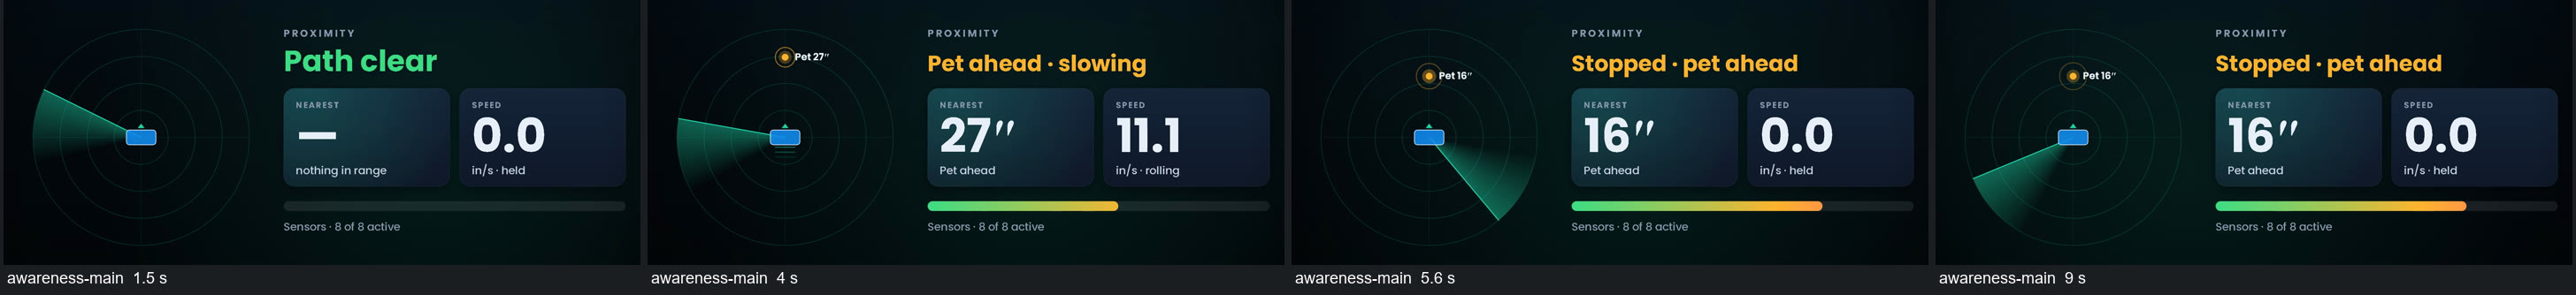 PROXIMITY
Path clear
NEAREST
—
nothing in range
SPEED
0.0
in/s · held
Sensors · 8 of 8 active
awareness-main 1.5 s
Pet 27″
PROXIMITY
Pet ahead · slowing
NEAREST
27″
Pet ahead
SPEED
11.1
in/s · rolling
Sensors · 8 of 8 active
awareness-main 4 s
Pet 16″
PROXIMITY
Stopped · pet ahead
NEAREST
16″
Pet ahead
SPEED
0.0
in/s · held
Sensors · 8 of 8 active
awareness-main 5.6 s
Pet 16″
PROXIMITY
Stopped · pet ahead
NEAREST
16″
Pet ahead
SPEED
0.0
in/s · held
Sensors · 8 of 8 active
awareness-main 9 s